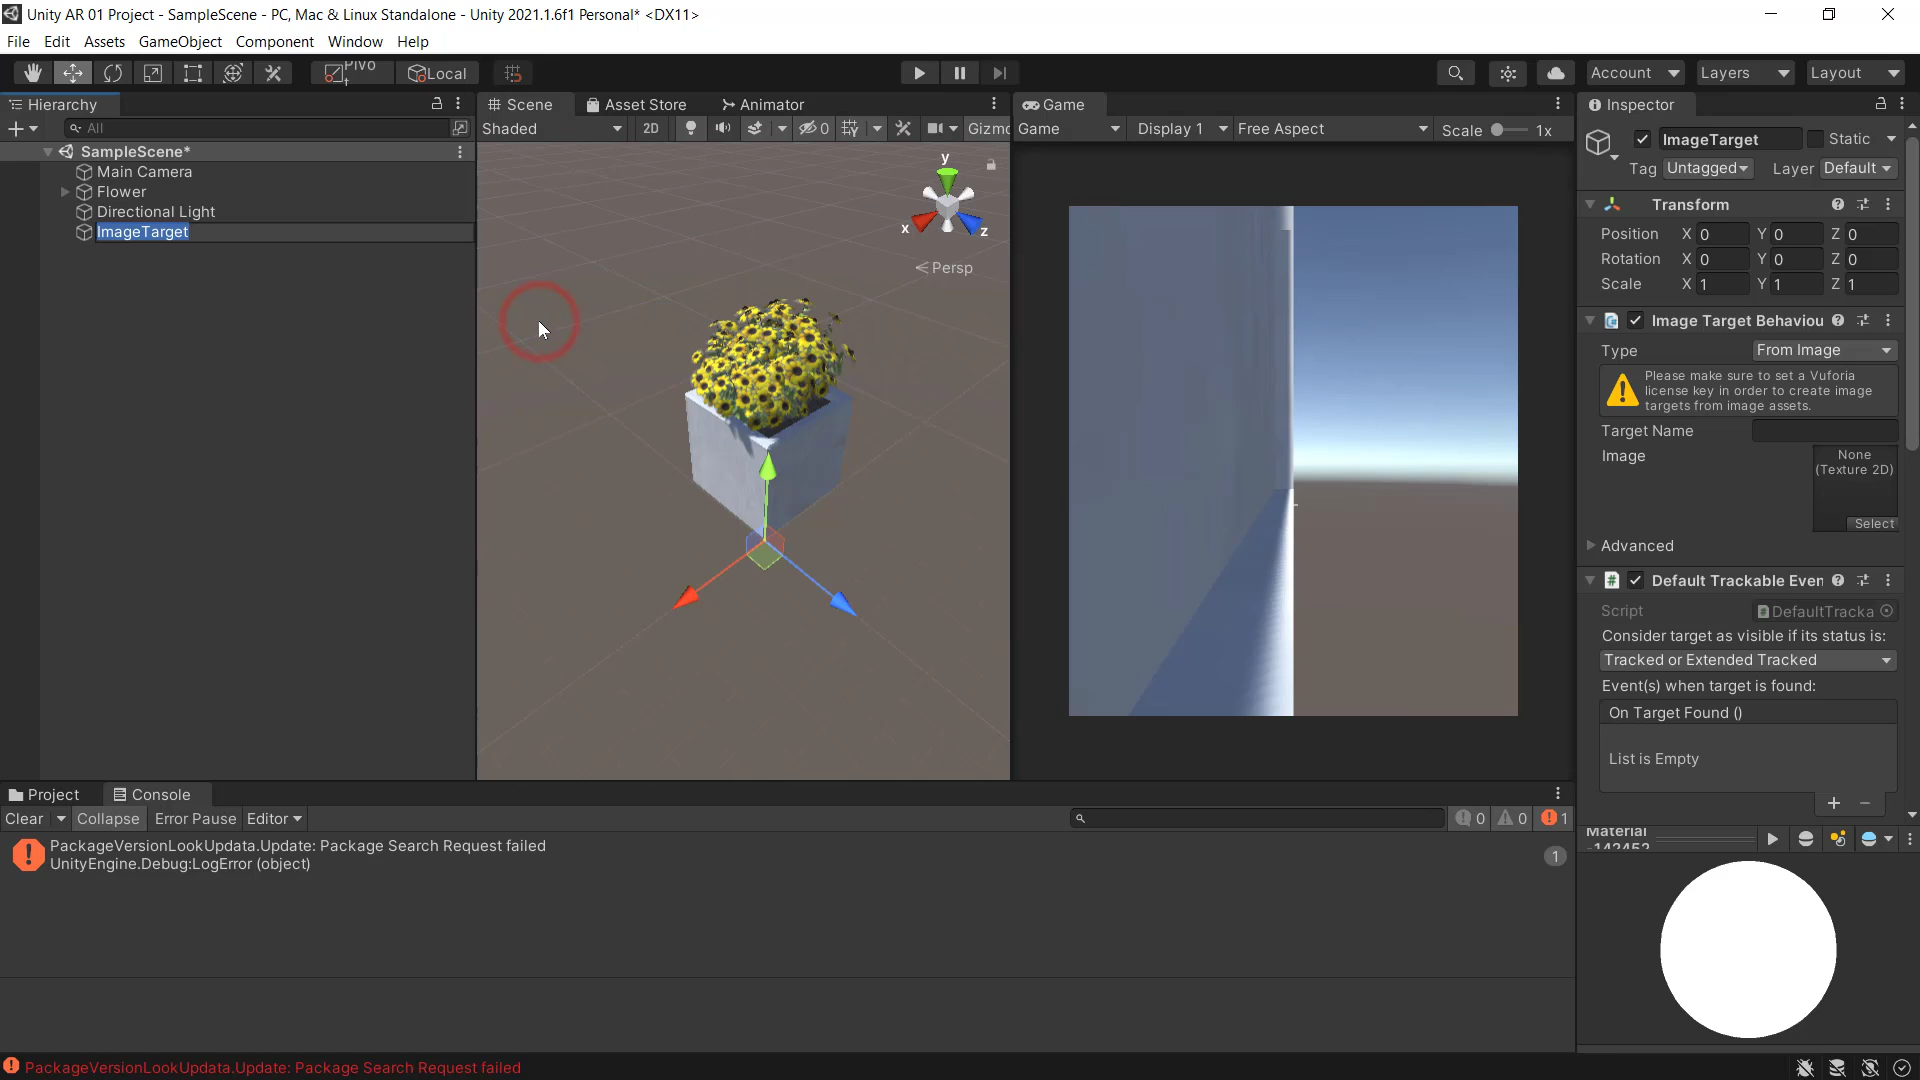 Unity AR 01 Project - SampleScene - PC, Mac & Linux Standalone - Unity 2021.1.6f1 Personal* <DX11>
File Edit Assets GameObject Component Window Help
Pivot Local Account Layers Layout
Hierarchy
All
SampleScene*
Main Camera
Flower
Directional Light
ImageTarget
Scene Asset Store Animator
Shaded 2D 0 Gizmo
y
x z
Persp
Game
Game Display 1 Free Aspect Scale 1x
Inspector
ImageTarget Static
Tag Untagged Layer Default
Transform
Position X 0 Y 0 Z 0
Rotation X 0 Y 0 Z 0
Scale X 1 Y 1 Z 1
Image Target Behaviou
Type From Image
Please make sure to set a Vuforia
license key in order to create image
targets from image assets.
Target Name
Image None
(Texture 2D)
Select
Advanced
# Default Trackable Even
Script # DefaultTracka
Consider target as visible if its status is:
Tracked or Extended Tracked
Event(s) when target is found:
On Target Found ()
List is Empty
Material
-142452
Project Console
Clear Collapse Error Pause Editor 0 0 1
PackageVersionLookUpdata.Update: Package Search Request failed
UnityEngine.Debug:LogError (object)
1
PackageVersionLookUpdata.Update: Package Search Request failed